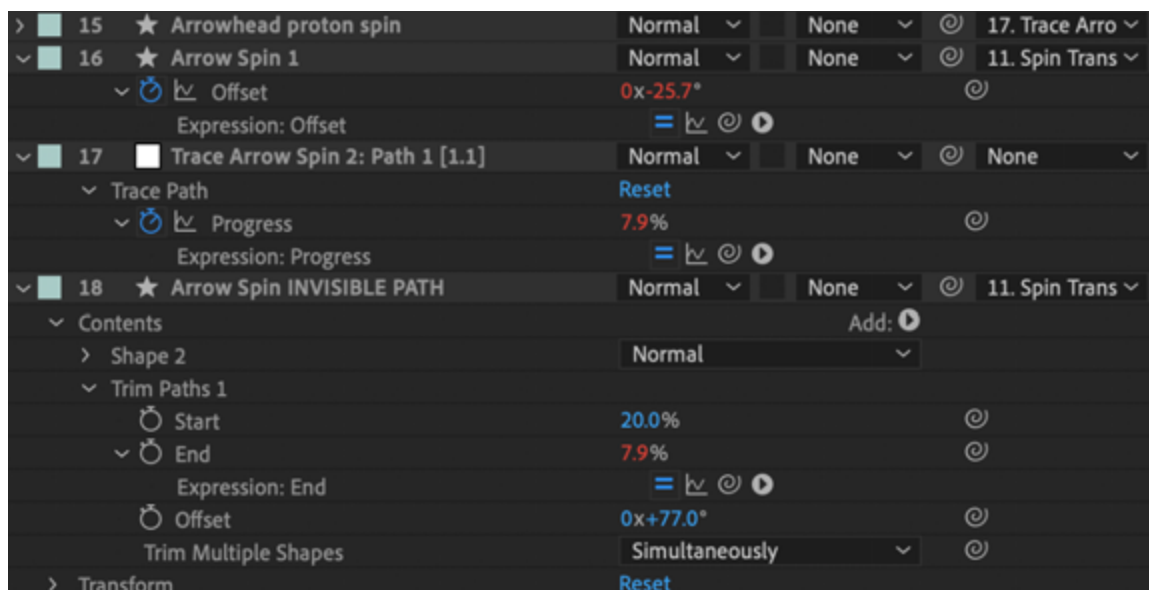 15 Arrowhead proton spin Normal None 17. Trace Arro
16 Arrow Spin 1 Normal None 11. Spin Trans
Offset 0x-25.7°
Expression: Offset
17 Trace Arrow Spin 2: Path 1 [1.1] Normal None None
Trace Path Reset
Progress 7.9%
Expression: Progress
18 Arrow Spin INVISIBLE PATH Normal None 11. Spin Trans
Contents Add:
Shape 2 Normal
Trim Paths 1
Start 20.0%
End 7.9%
Expression: End
Offset 0x+77.0°
Trim Multiple Shapes Simultaneously
Transform Reset